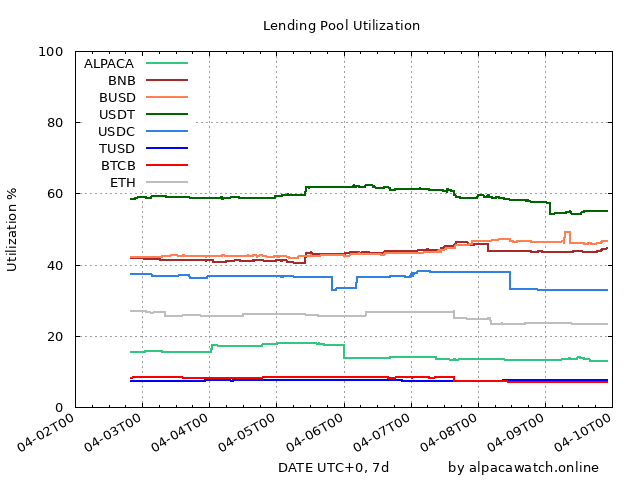 Lending Pool Utilization
100
80
60
40
20
0
Utilization %
ALPACA
BNB
BUSD
USDT
USDC
TUSD
BTCB
ETH
04-02T00
04-03T00
04-04T00
04-05T00
04-06T00
04-07T00
04-08T00
04-09T00
04-10T00
DATE UTC+0, 7d
by alpacawatch.online